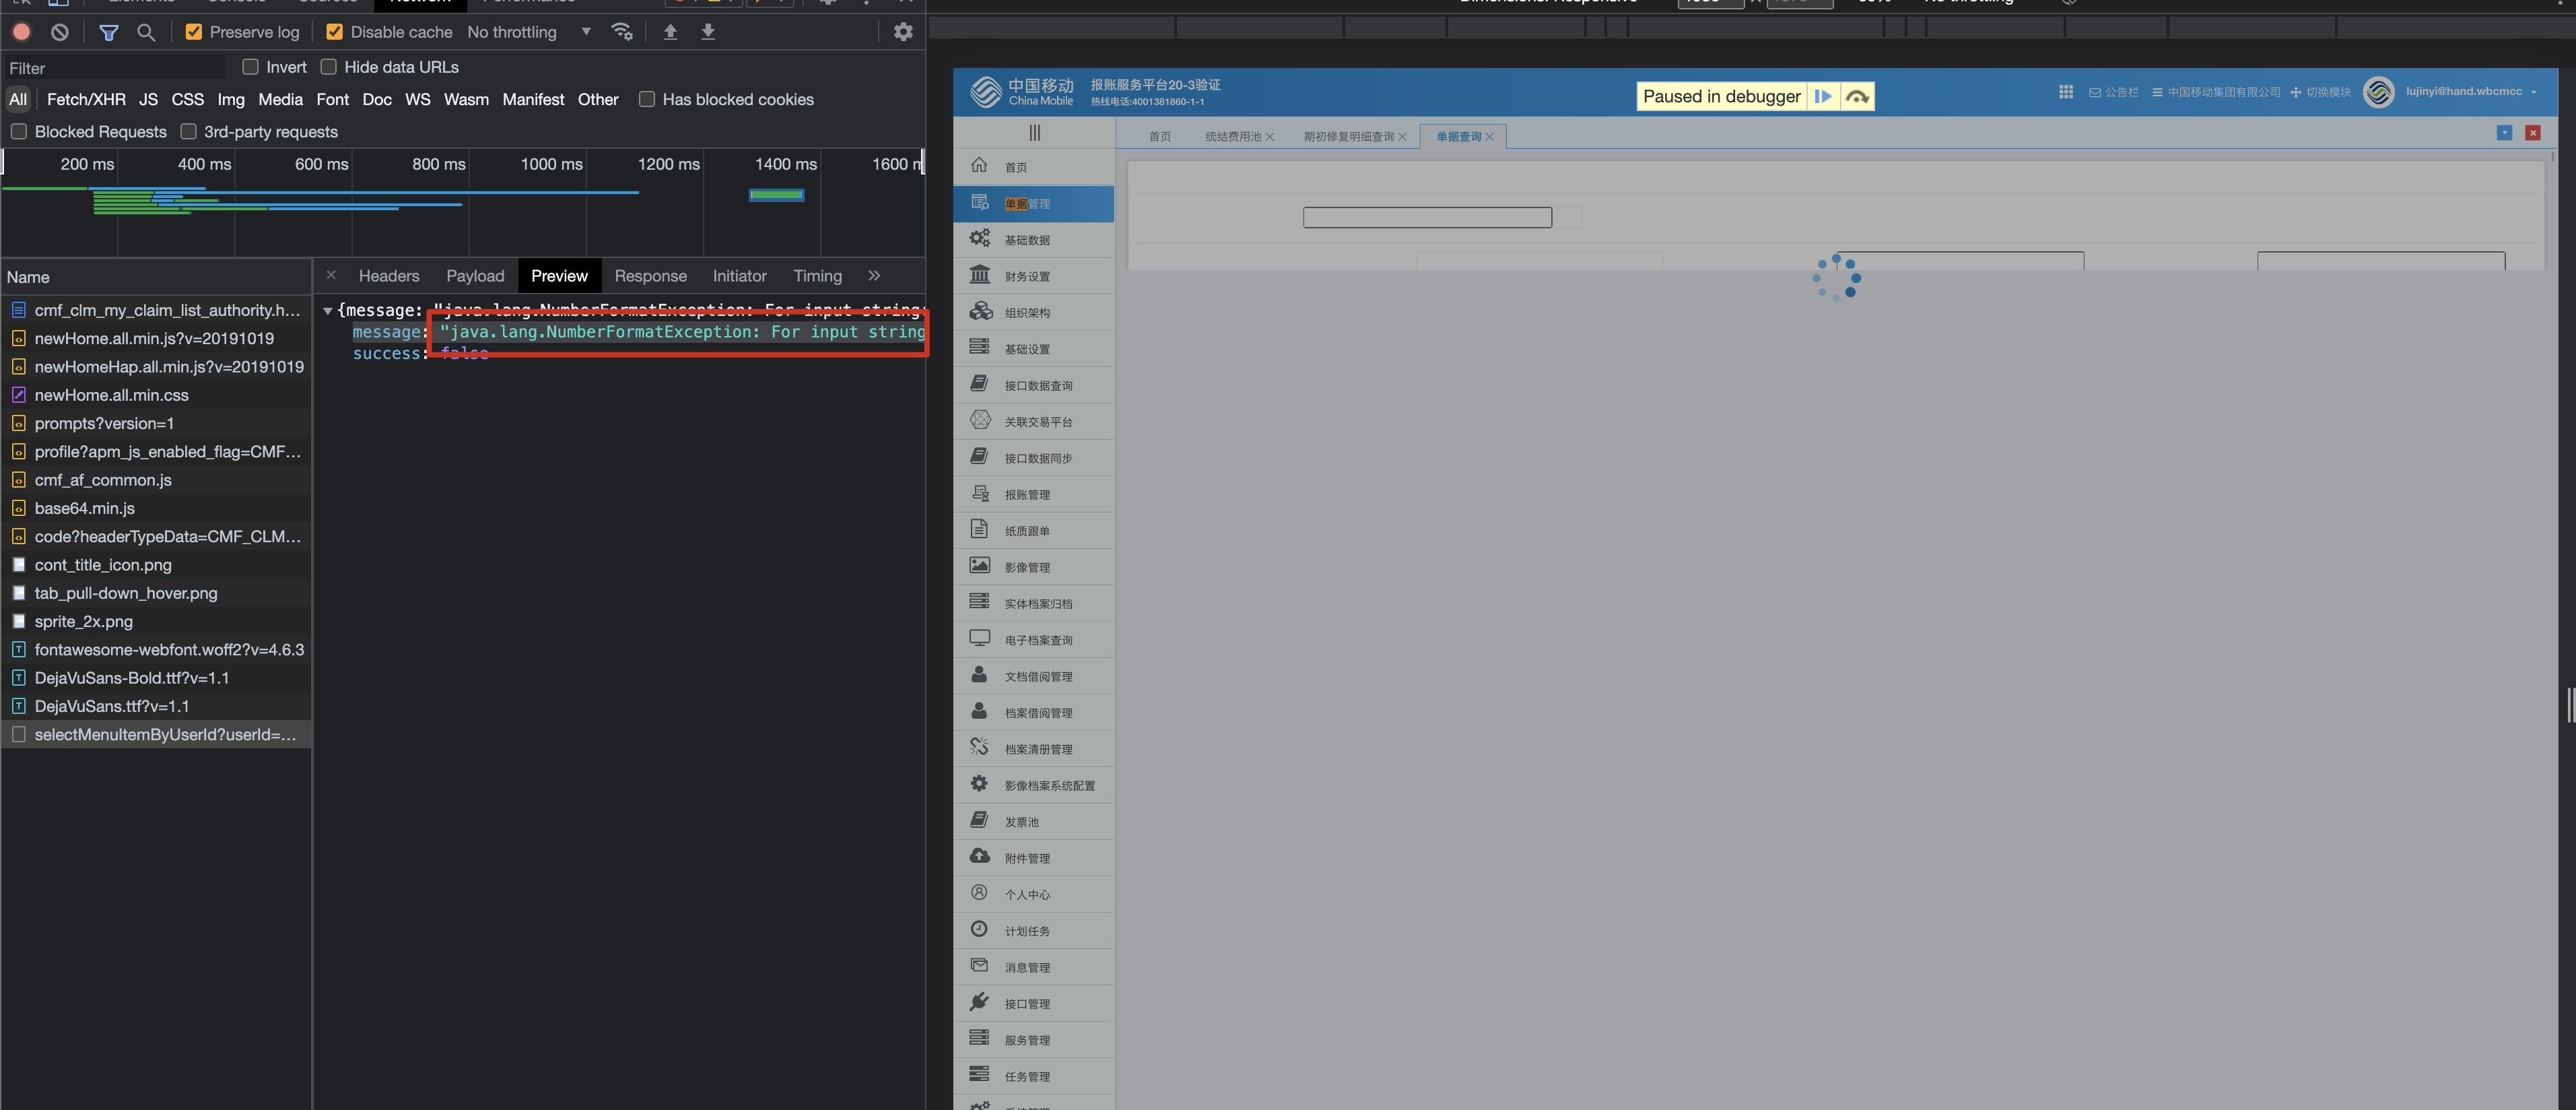 Elements Console Sources Network Performance
Preserve log Disable cache No throttling
Filter Invert Hide data URLs
All Fetch/XHR JS CSS Img Media Font Doc WS Wasm Manifest Other Has blocked cookies
Blocked Requests 3rd-party requests
200 ms 400 ms 600 ms 800 ms 1000 ms 1200 ms 1400 ms 1600 m
Name
Headers Payload Preview Response Initiator Timing
cmf_clm_my_claim_list_authority.h...
newHome.all.min.js?v=20191019
newHomeHap.all.min.js?v=20191019
newHome.all.min.css
prompts?version=1
profile?apm_js_enabled_flag=CMF...
cmf_af_common.js
base64.min.js
code?headerTypeData=CMF_CLM...
cont_title_icon.png
tab_pull-down_hover.png
sprite_2x.png
fontawesome-webfont.woff2?v=4.6.3
DejaVuSans-Bold.ttf?v=1.1
DejaVuSans.ttf?v=1.1
selectMenuItemByUserId?userId=...
{message: "java.lang.NumberFormatException: For input string:
message: "java.lang.NumberFormatException: For input string
success: false
Dimensions: Responsive No throttling
中国移动
China Mobile
报账服务平台20-3验证
热线电话:4001381860-1-1
Paused in debugger
公告栏 中国移动集团有限公司 切换模块 lujinyi@hand.wbcmcc
首页 统结费用池 期初修复明细查询 单据查询
首页
单据管理
基础数据
财务设置
组织架构
基础设置
接口数据查询
关联交易平台
接口数据同步
报账管理
纸质跟单
影像管理
实体档案归档
电子档案查询
文档借阅管理
档案借阅管理
档案清册管理
影像档案系统配置
发票池
附件管理
个人中心
计划任务
消息管理
接口管理
服务管理
任务管理